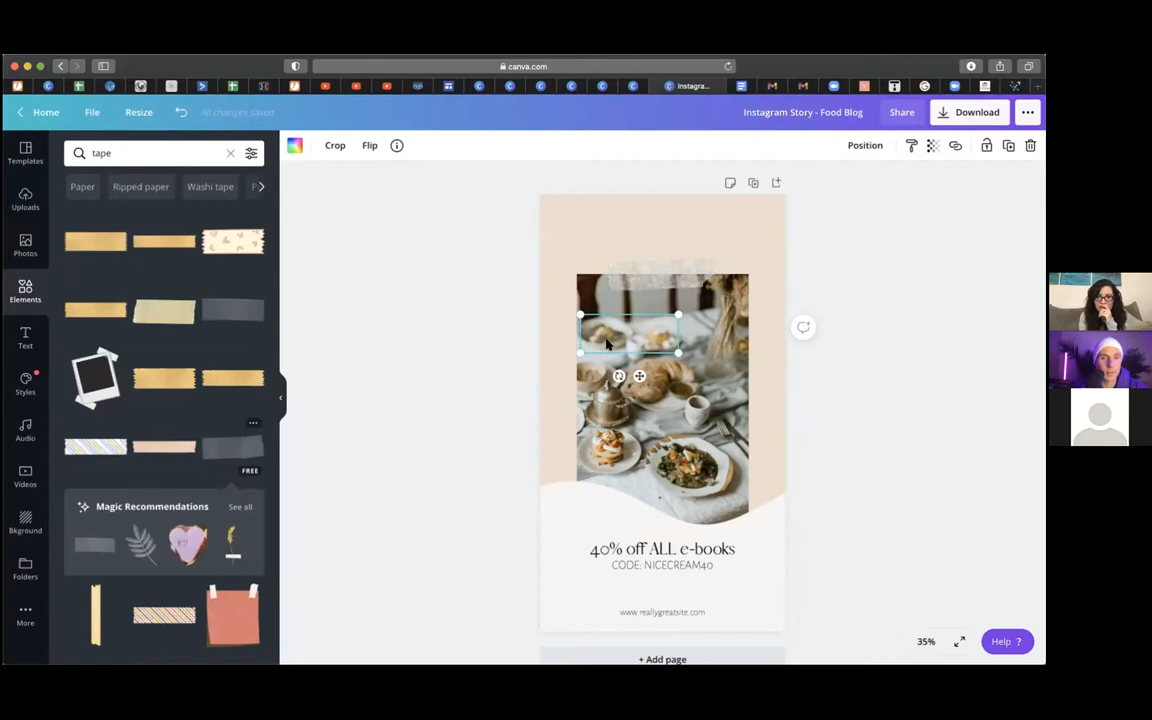 canva.com
Instagra...
Home
File
Resize
All changes saved
Instagram Story - Food Blog
Share
Download
Templates
tape
Crop
Flip
Position
Paper
Ripped paper
Washi tape
Uploads
Photos
Elements
Text
Styles
Audio
FREE
Videos
Magic Recommendations
See all
Bkground
Folders
More
40% off ALL e-books
CODE: NICECREAM40
www.reallygreatsite.com
+ Add page
35%
Help ?